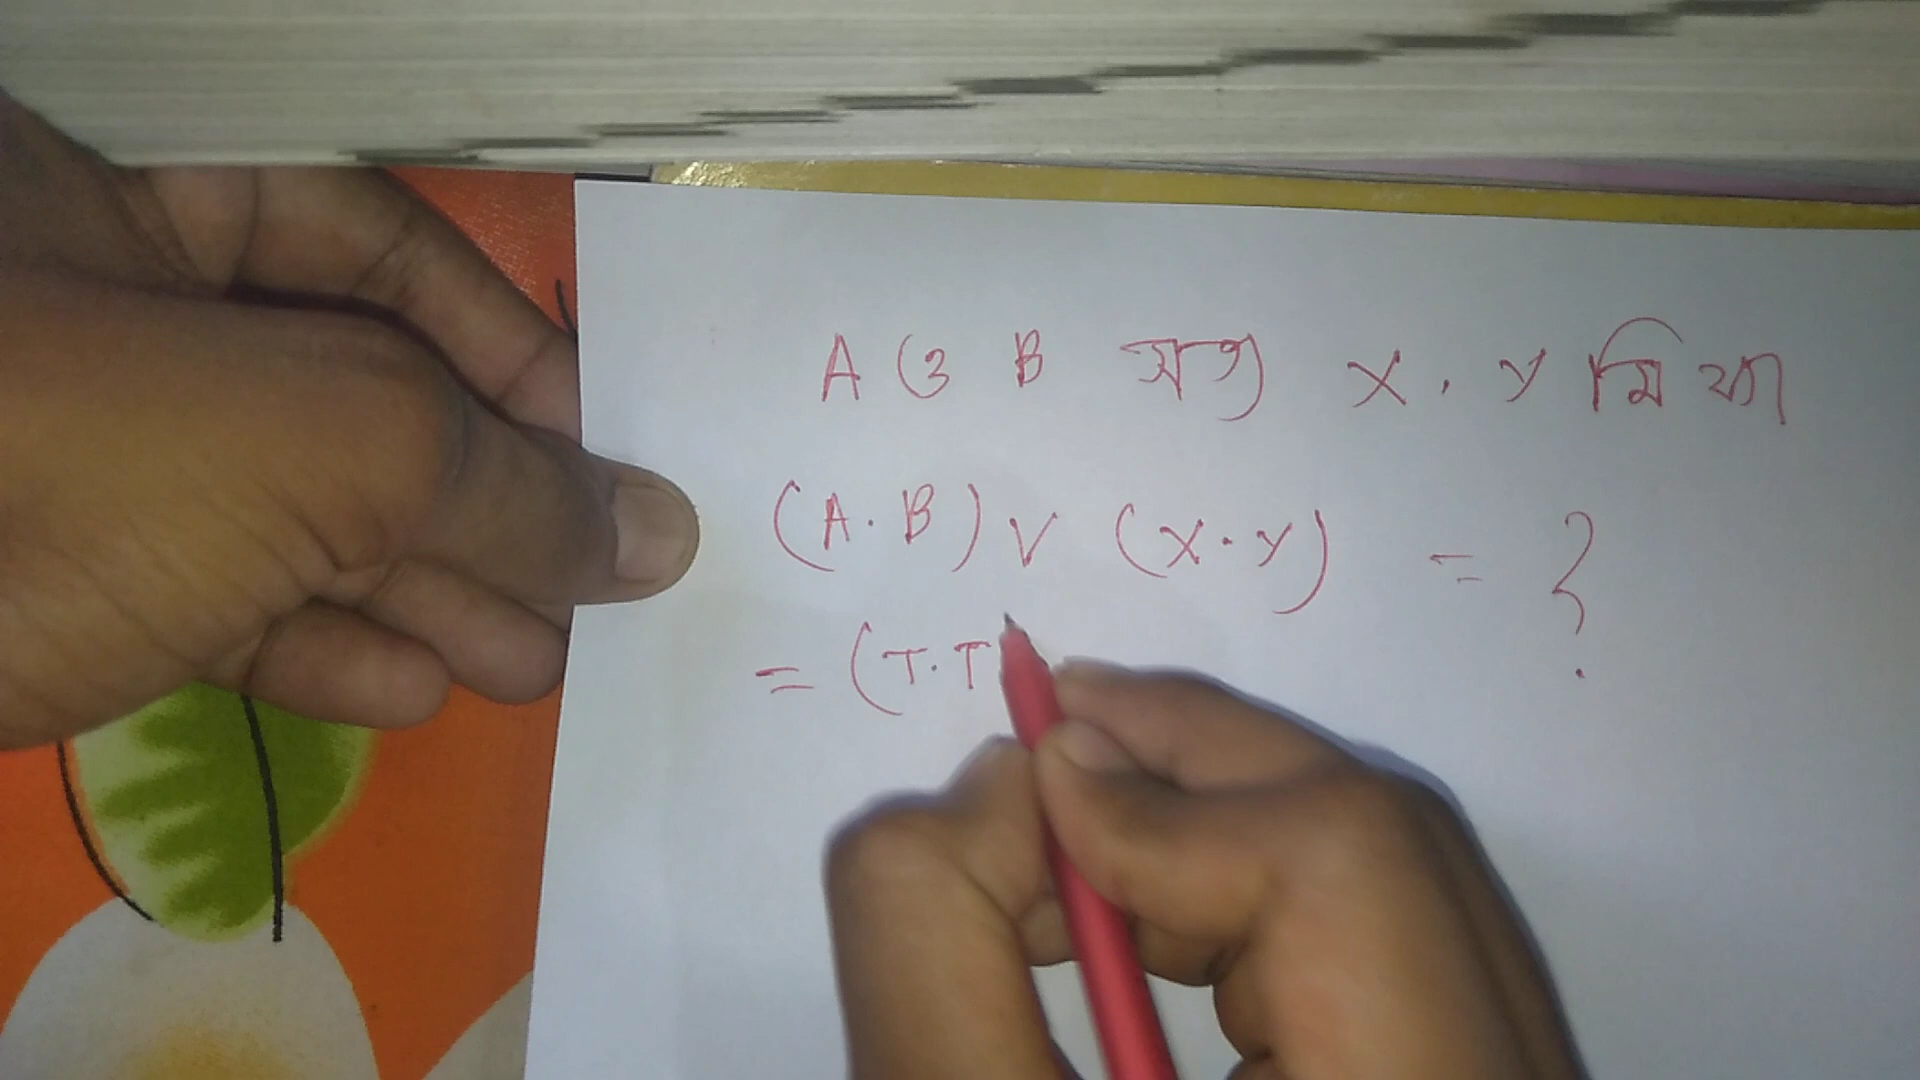 A ও B সত্য X . Y মিথ্যা
(A . B) V (X . Y) = ?
= (T . T